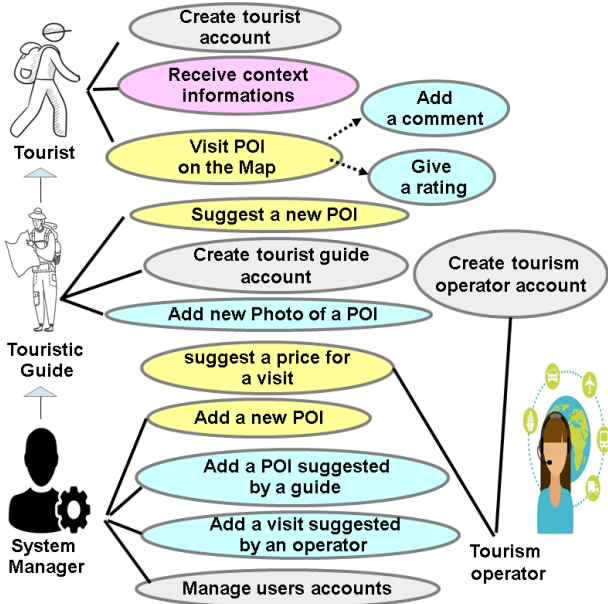 Create tourist
account
Receive context
informations
Add
a comment
Tourist
Visit POI
on the Map
Give
a rating
Suggest a new POI
Create tourist guide
account
Create tourism
operator account
Add new Photo of a POI
Touristic
Guide
suggest a price for
a visit
Add a new POI
Add a POI suggested
by a guide
Add a visit suggested
by an operator
System
Manager
Tourism
operator
Manage users accounts